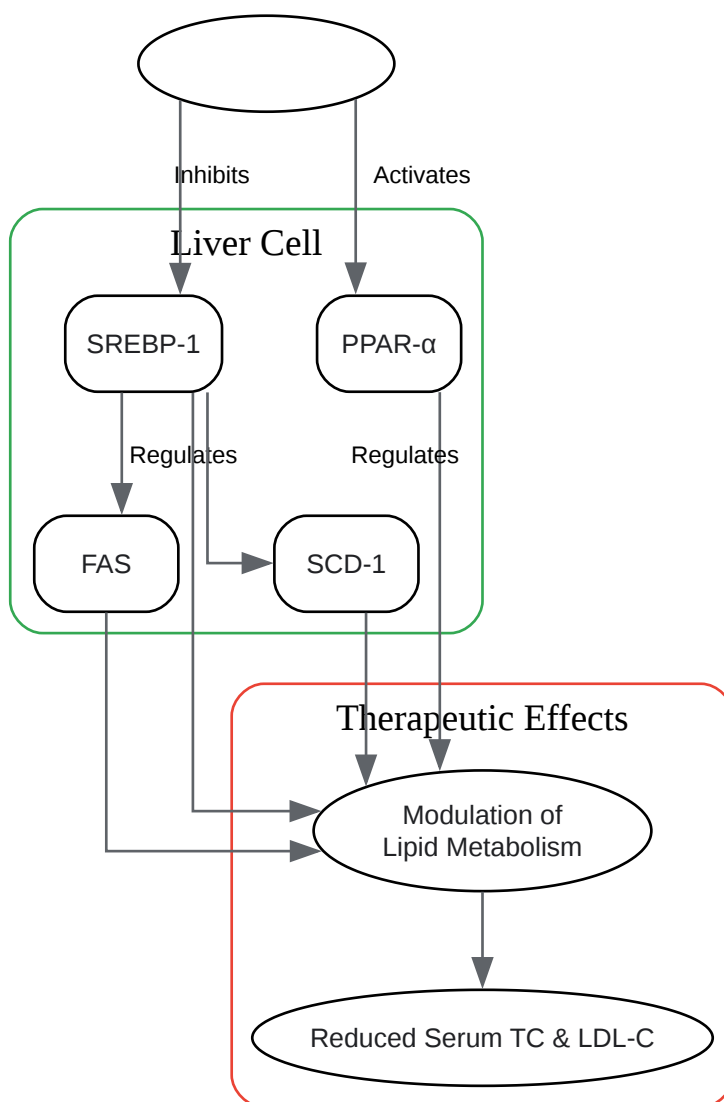 Inhibits
Activates
Liver Cell
SREBP-1
PPAR-α
Regulates
Regulates
FAS
SCD-1
Therapeutic Effects
Modulation of
Lipid Metabolism
Reduced Serum TC & LDL-C